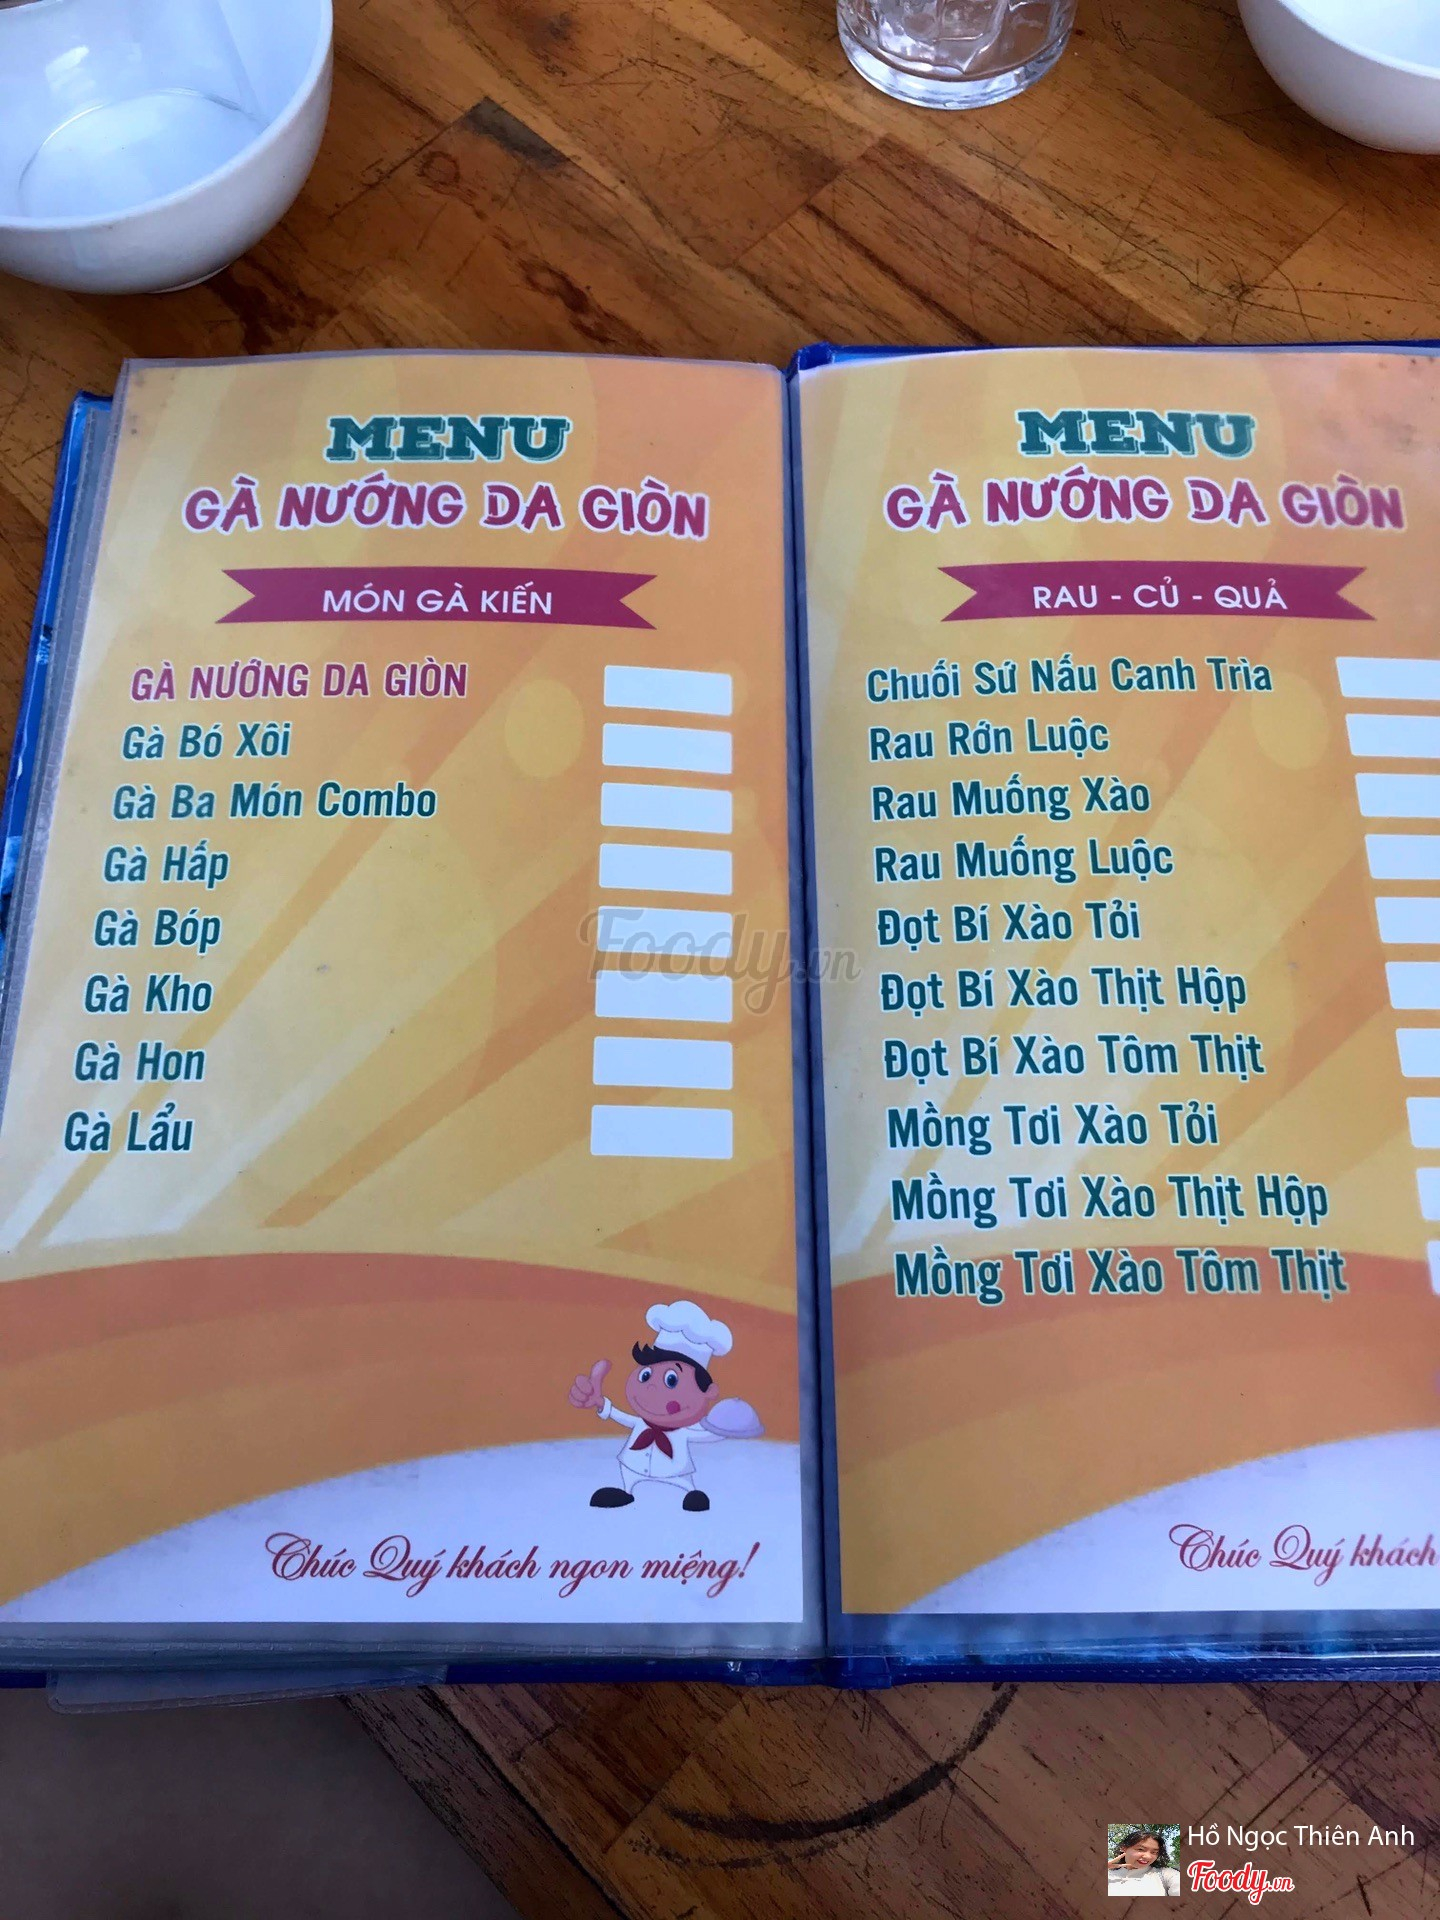 MENU
GÀ NƯỚNG DA GIÒN
MÓN GÀ KIẾN
GÀ NƯỚNG DA GIÒN
Gà Bó Xôi
Gà Ba Món Combo
Gà Hấp
Gà Bóp
Gà Kho
Gà Hon
Gà Lẩu
Chúc Quý khách ngon miệng!
MENU
GÀ NƯỚNG DA GIÒN
RAU - CỦ - QUẢ
Chuối Sứ Nấu Canh Trìa
Rau Rớn Luộc
Rau Muống Xào
Rau Muống Luộc
Đọt Bí Xào Tỏi
Đọt Bí Xào Thịt Hộp
Đọt Bí Xào Tôm Thịt
Mồng Tơi Xào Tỏi
Mồng Tơi Xào Thịt Hộp
Mồng Tơi Xào Tôm Thịt
Chúc Quý khách
Foody.vn
Hồ Ngọc Thiên Anh
Foody.vn